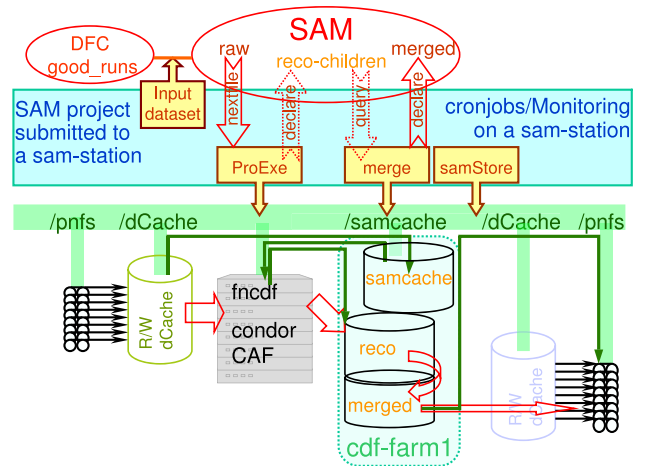 SAM
DFC
good_runs
raw
reco-children
merged
Input
dataset
nextfile
declare
query
declare
SAM project
submitted to
a sam-station
cronjobs/Monitoring
on a sam-station
ProExe
merge
samStore
/pnfs
/dCache
/samcache
/dCache
/pnfs
R/W
dCache
fncdf
condor
CAF
samcache
reco
merged
R/W
dCache
cdf-farm1